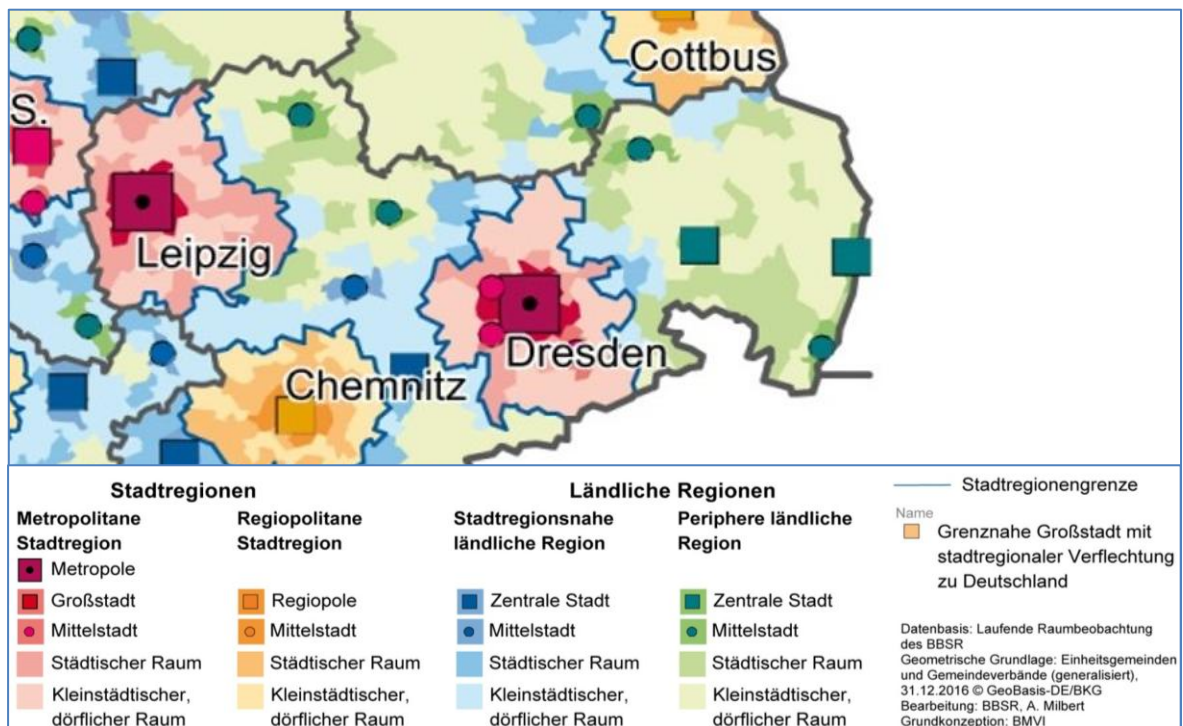 Cottbus
S.
Leipzig
Dresden
Chemnitz
Stadtregionen
Metropolitane
Stadtregion
Metropole
Großstadt
Mittelstadt
Städtischer Raum
Kleinstädtischer,
dörflicher Raum
Regiopolitane
Stadtregion
Regiopole
Mittelstadt
Städtischer Raum
Kleinstädtischer,
dörflicher Raum
Ländliche Regionen
Stadtregionsnahe
ländliche Region
Zentrale Stadt
Mittelstadt
Städtischer Raum
Kleinstädtischer,
dörflicher Raum
Periphere ländliche
Region
Zentrale Stadt
Mittelstadt
Städtischer Raum
Kleinstädtischer,
dörflicher Raum
Stadtregionengrenze
Name
Grenznahe Großstadt mit
stadtregionaler Verflechtung
zu Deutschland
Datenbasis: Laufende Raumbeobachtung
des BBSR
Geometrische Grundlage: Einheitsgemeinden
und Gemeindeverbände (generalisiert),
31.12.2016 © GeoBasis-DE/BKG
Bearbeitung: BBSR, A. Milbert
Grundkonzeption: BMVI